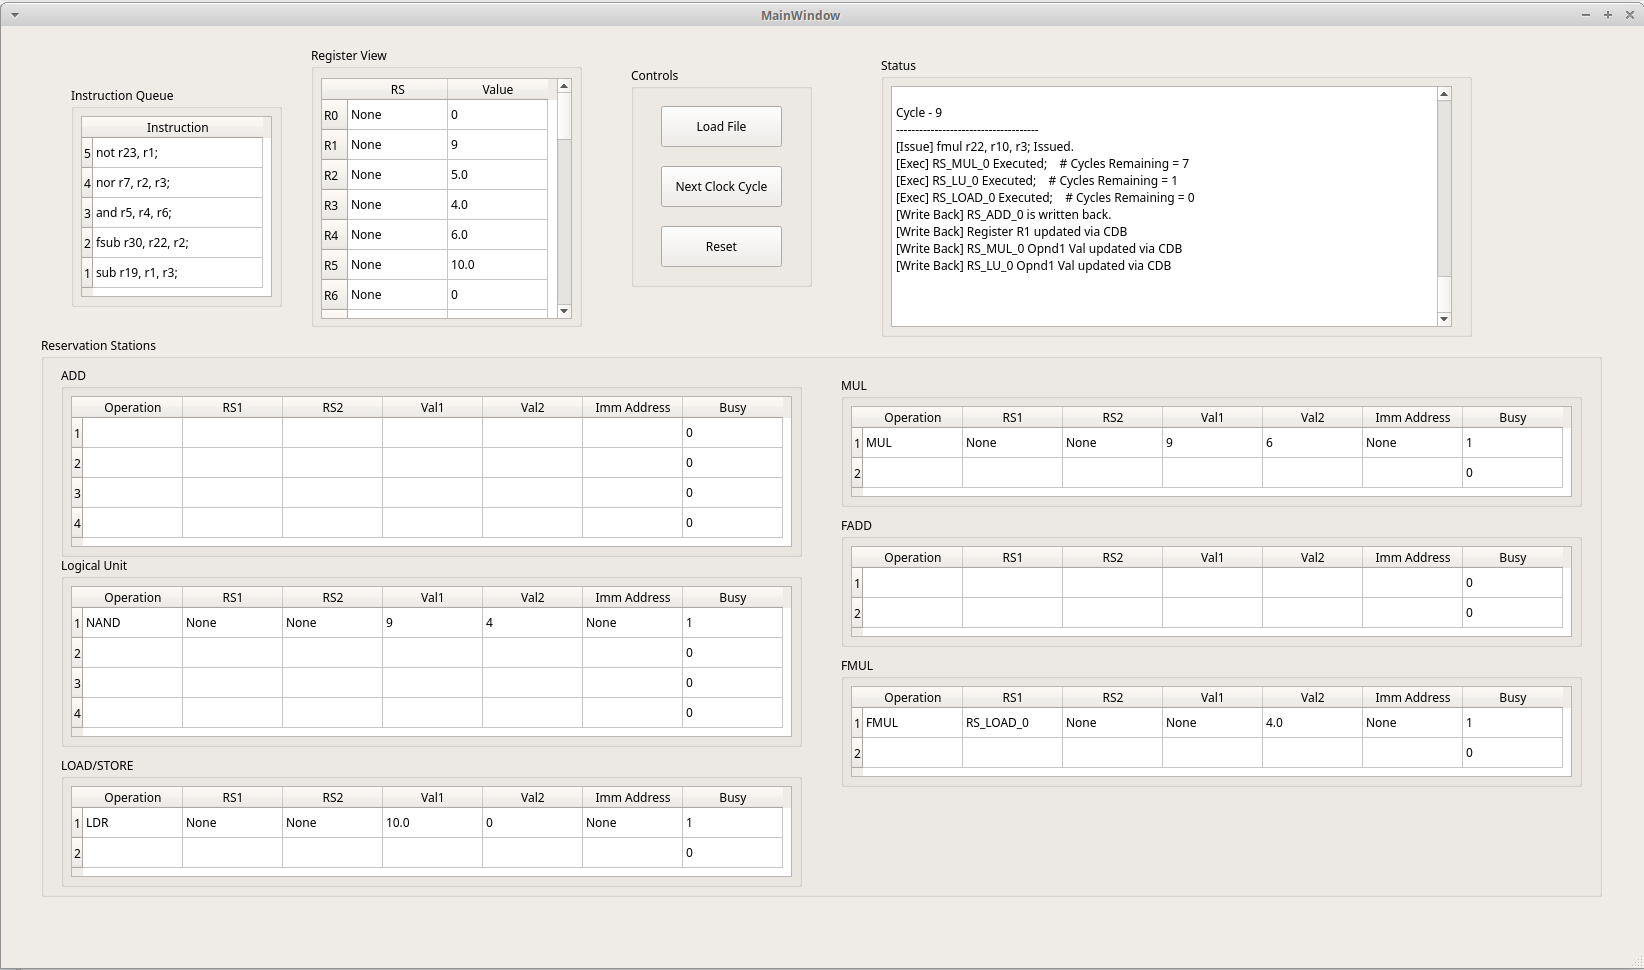 MainWindow
Instruction Queue
Instruction
5 not r23, r1;
4 nor r7, r2, r3;
3 and r5, r4, r6;
2 fsub r30, r22, r2;
1 sub r19, r1, r3;
Register View
RS Value
R0 None 0
R1 None 9
R2 None 5.0
R3 None 4.0
R4 None 6.0
R5 None 10.0
R6 None 0
Controls
Load File
Next Clock Cycle
Reset
Status
Cycle - 9
------------------------------------
[Issue] fmul r22, r10, r3; Issued.
[Exec] RS_MUL_0 Executed; # Cycles Remaining = 7
[Exec] RS_LU_0 Executed; # Cycles Remaining = 1
[Exec] RS_LOAD_0 Executed; # Cycles Remaining = 0
[Write Back] RS_ADD_0 is written back.
[Write Back] Register R1 updated via CDB
[Write Back] RS_MUL_0 Opnd1 Val updated via CDB
[Write Back] RS_LU_0 Opnd1 Val updated via CDB
Reservation Stations
ADD
Operation RS1 RS2 Val1 Val2 Imm Address Busy
1 0
2 0
3 0
4 0
Logical Unit
Operation RS1 RS2 Val1 Val2 Imm Address Busy
1 NAND None None 9 4 None 1
2 0
3 0
4 0
LOAD/STORE
Operation RS1 RS2 Val1 Val2 Imm Address Busy
1 LDR None None 10.0 0 None 1
2 0
MUL
Operation RS1 RS2 Val1 Val2 Imm Address Busy
1 MUL None None 9 6 None 1
2 0
FADD
Operation RS1 RS2 Val1 Val2 Imm Address Busy
1 0
2 0
FMUL
Operation RS1 RS2 Val1 Val2 Imm Address Busy
1 FMUL RS_LOAD_0 None None 4.0 None 1
2 0